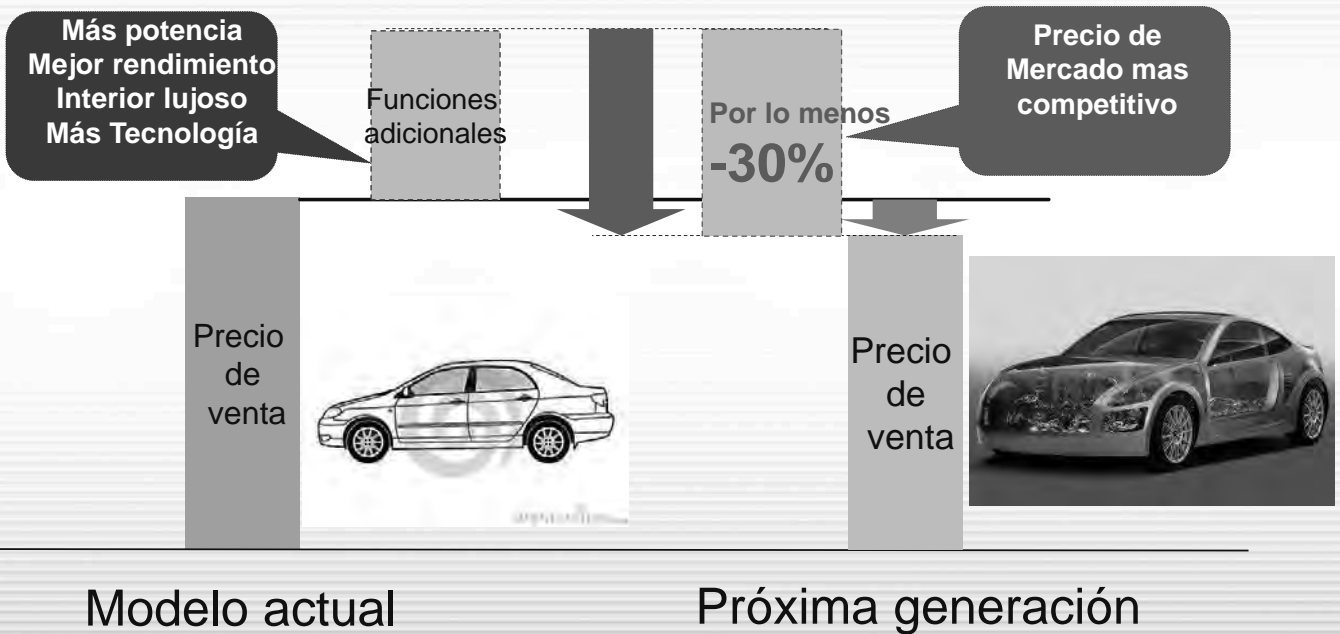 Más potencia
Mejor rendimiento
Interior lujoso
Más Tecnología
Funciones
adicionales
Por lo menos
-30%
Precio de
Mercado mas
competitivo
Precio
de
venta
Precio
de
venta
Modelo actual
Próxima generación